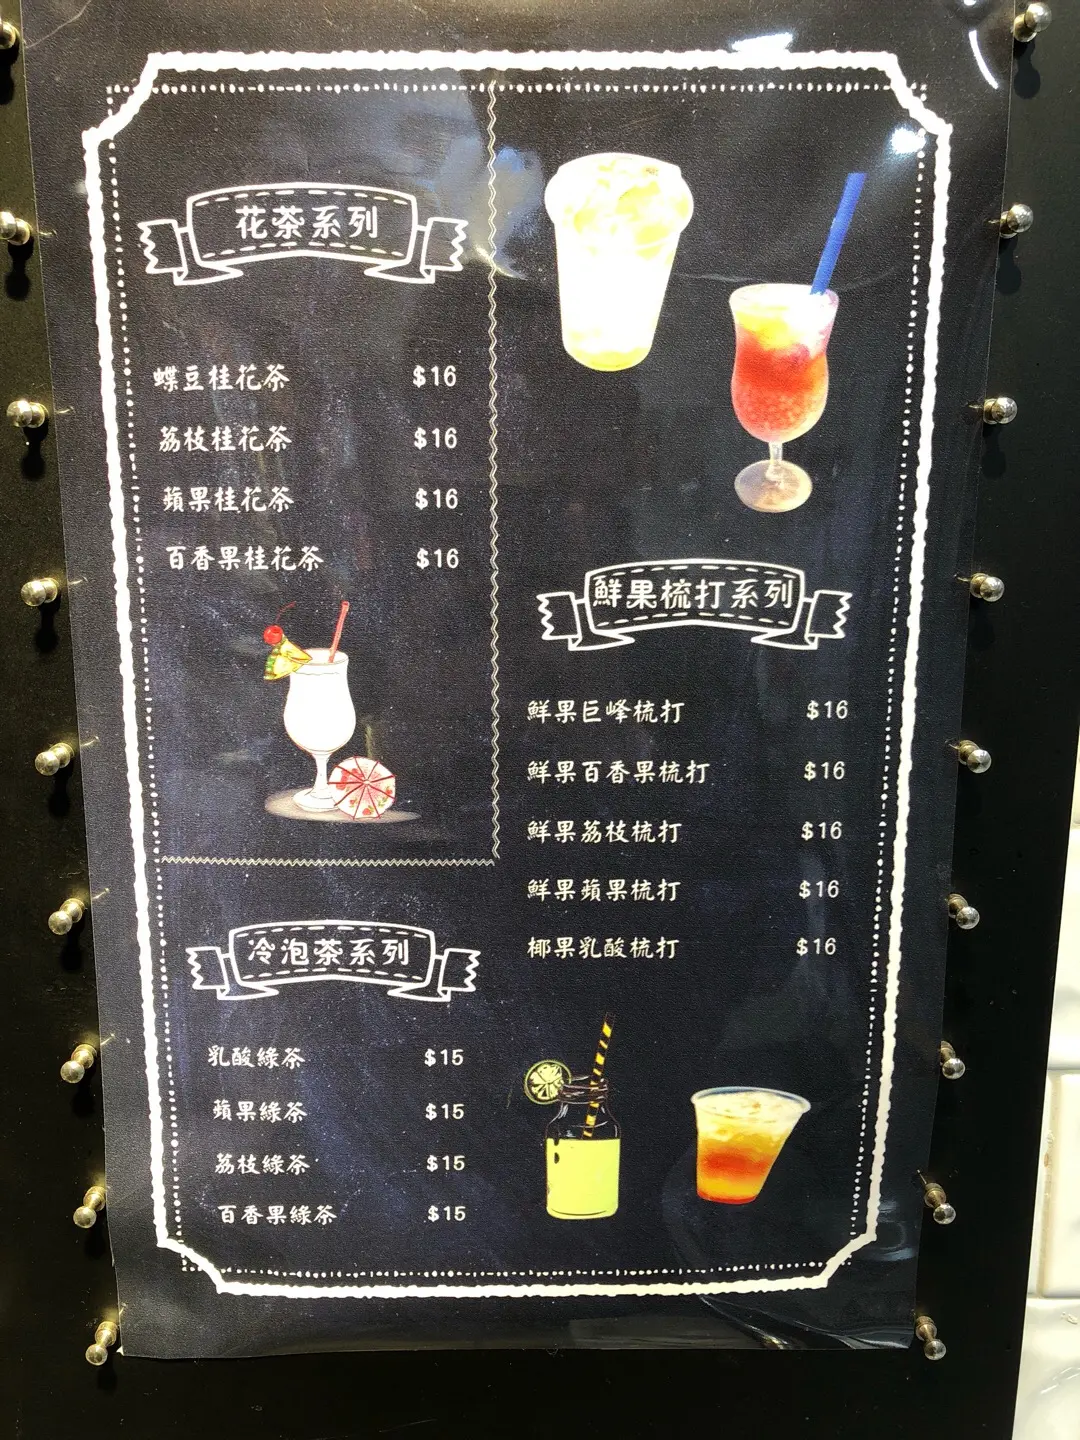 花茶系列
蝶豆桂花茶 $16
荔枝桂花茶 $16
蘋果桂花茶 $16
百香果桂花茶 $16
鮮果梳打系列
鮮果巨峰梳打 $16
鮮果百香果梳打 $16
鮮果荔枝梳打 $16
鮮果蘋果梳打 $16
椰果乳酸梳打 $16
冷泡茶系列
乳酸綠茶 $15
蘋果綠茶 $15
荔枝綠茶 $15
百香果綠茶 $15